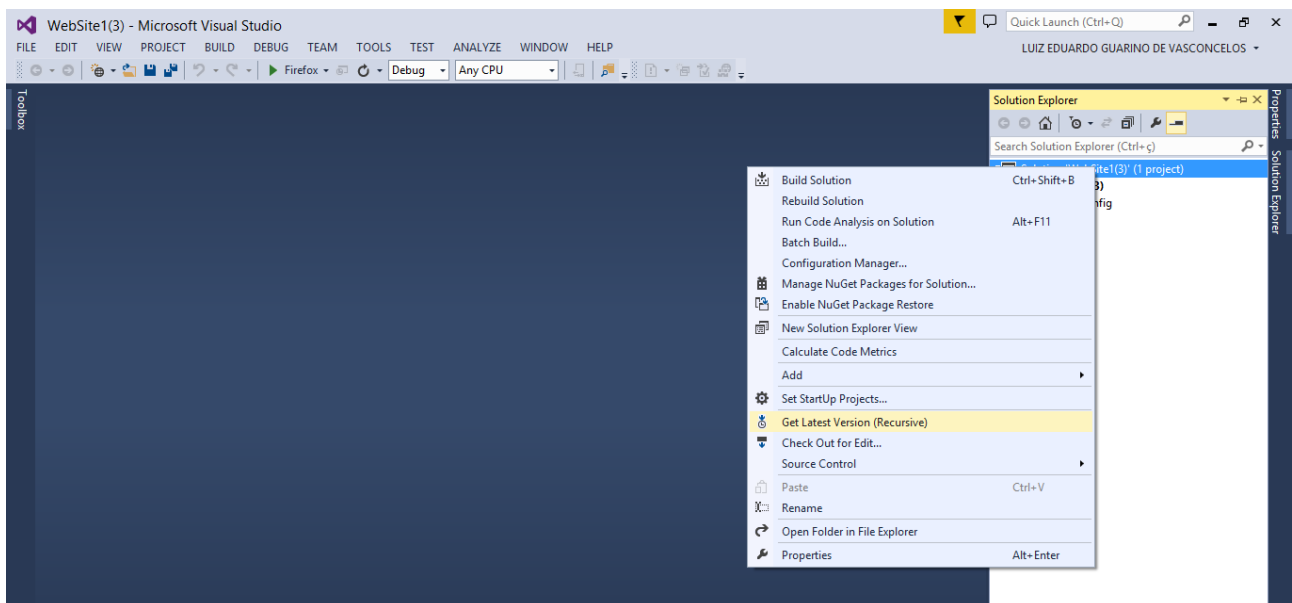 WebSite1(3) - Microsoft Visual Studio
Quick Launch (Ctrl+Q)
FILE EDIT VIEW PROJECT BUILD DEBUG TEAM TOOLS TEST ANALYZE WINDOW HELP
LUIZ EDUARDO GUARINO DE VASCONCELOS
Firefox Debug Any CPU
Toolbox
Solution Explorer
Search Solution Explorer (Ctrl+ç)
Solution 'WebSite1(3)' (1 project)
3)
nfig
Properties
Solution Explorer
Build Solution Ctrl+Shift+B
Rebuild Solution
Run Code Analysis on Solution Alt+F11
Batch Build...
Configuration Manager...
Manage NuGet Packages for Solution...
Enable NuGet Package Restore
New Solution Explorer View
Calculate Code Metrics
Add
Set StartUp Projects...
Get Latest Version (Recursive)
Check Out for Edit...
Source Control
Paste Ctrl+V
Rename
Open Folder in File Explorer
Properties Alt+Enter